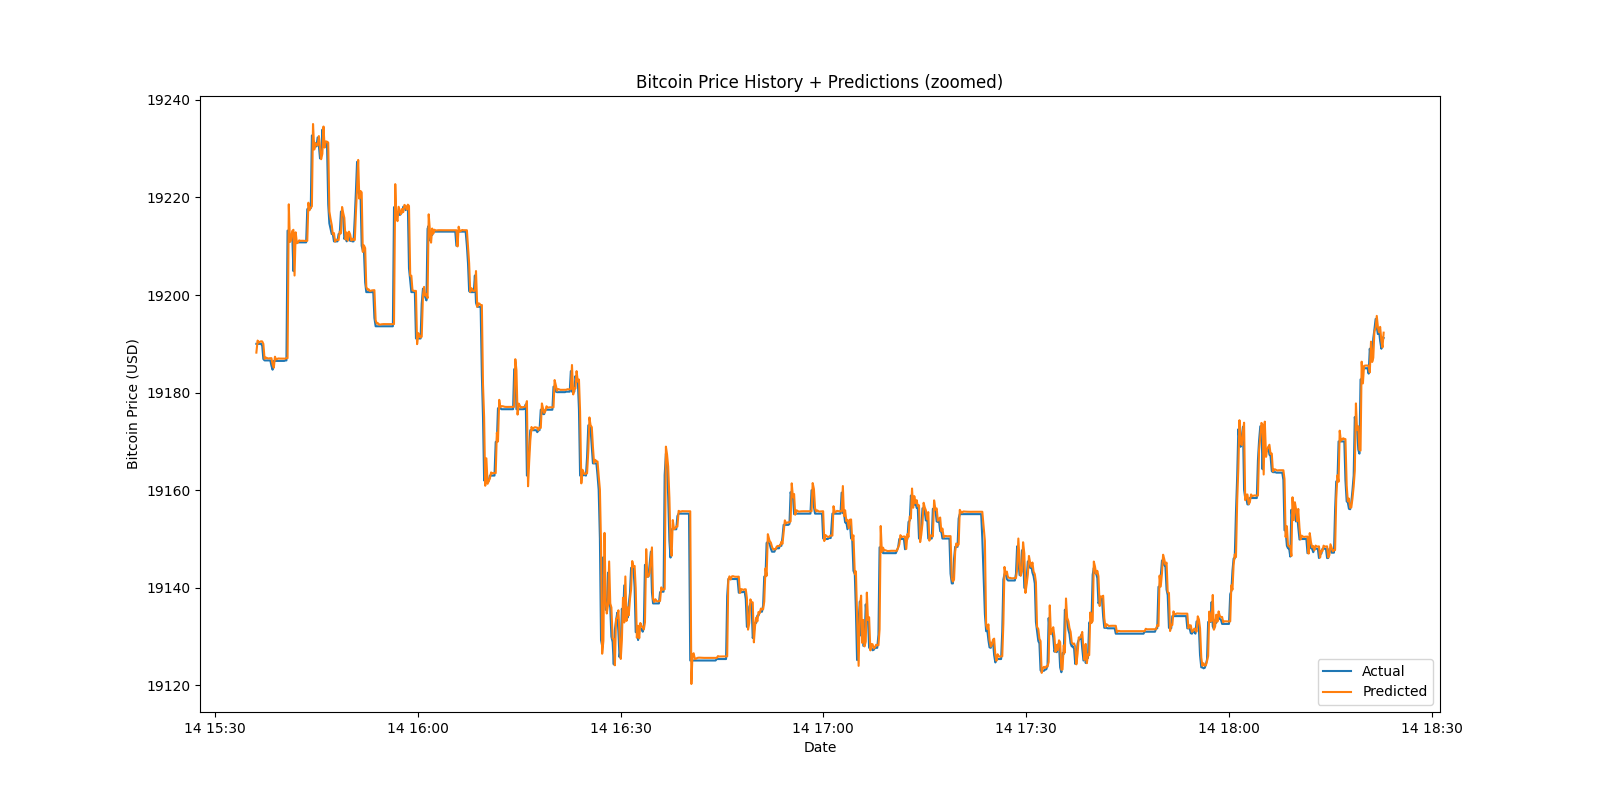 Bitcoin Price History + Predictions (zoomed)
19240
19220
19200
19180
19160
19140
19120
Bitcoin Price (USD)
Actual
Predicted
14 15:30
14 16:00
14 16:30
14 17:00
14 17:30
14 18:00
14 18:30
Date